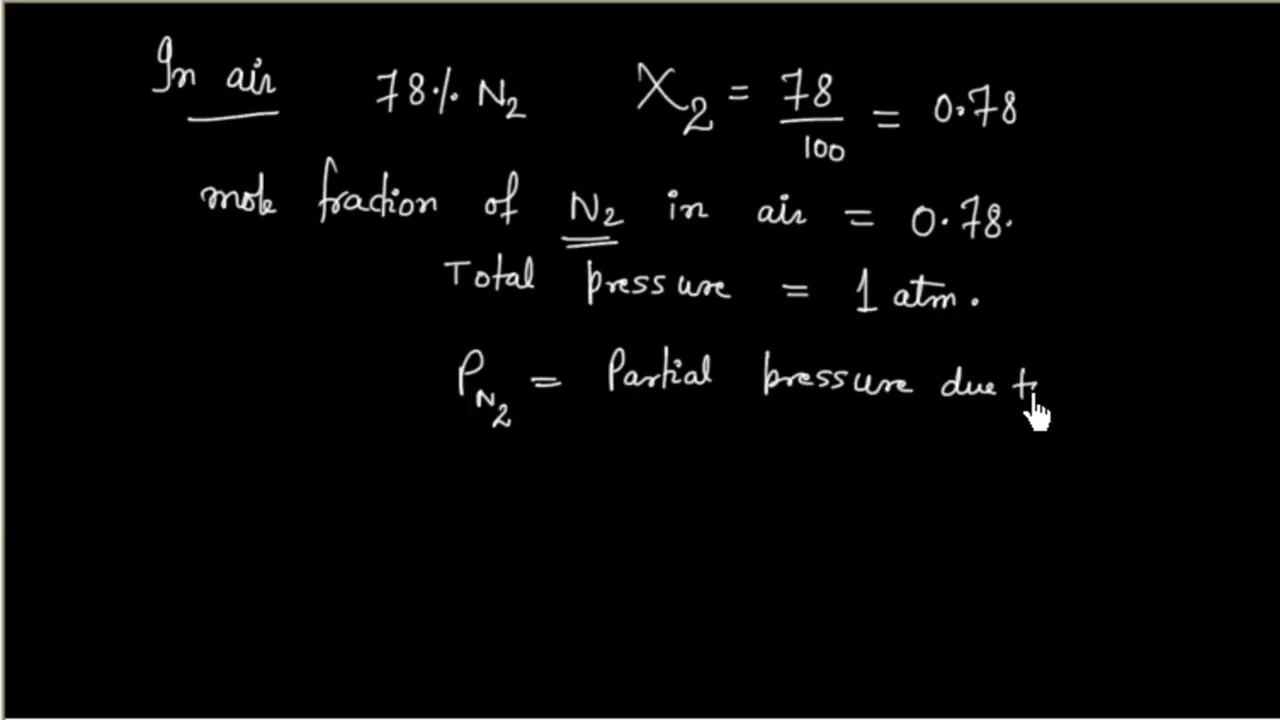 In air 78% N₂ X₂ = 78/100 = 0.78
mole fraction of N₂ in air = 0.78.
Total pressure = 1 atm.
P_N₂ = Partial pressure due t